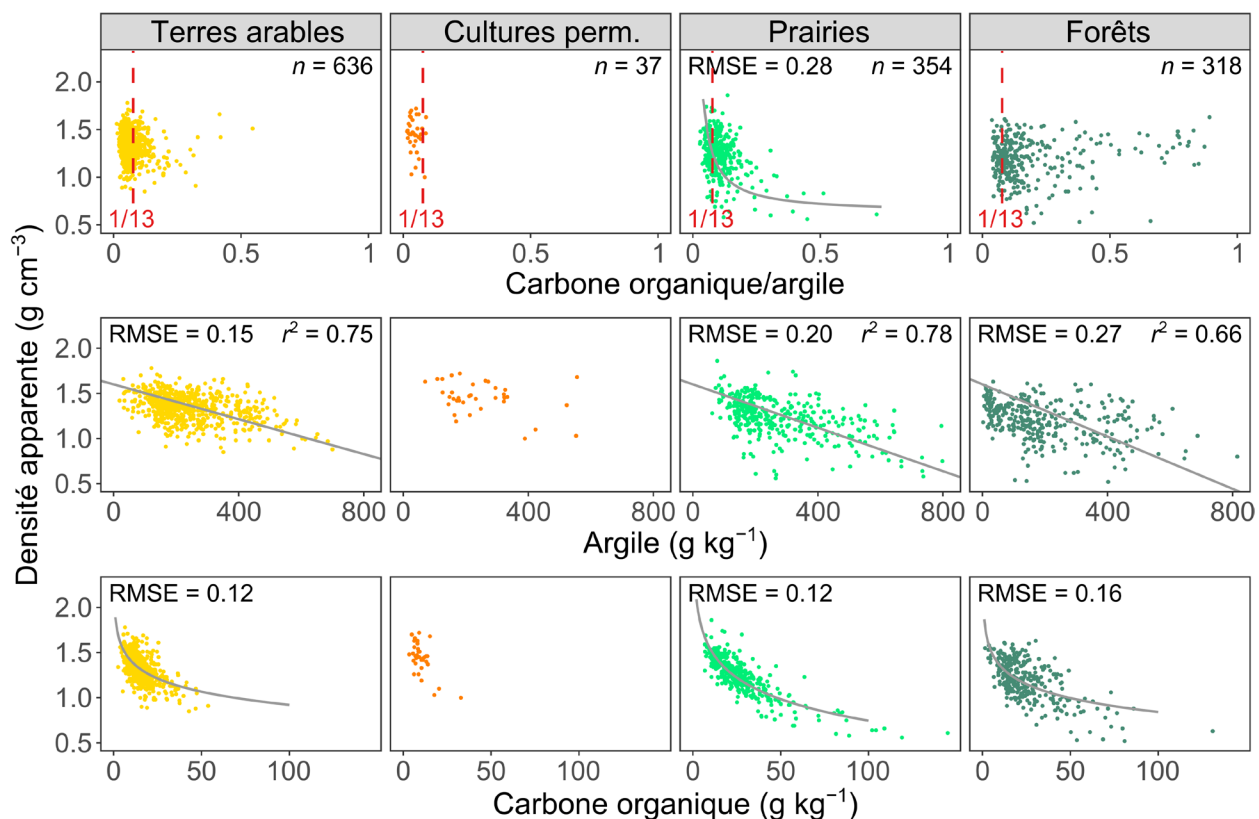 Terres arables
Cultures perm.
Prairies
Forêts
Densité apparente (g cm⁻³)
2.0
1.5
1.0
0.5
n = 636
1/13
0
0.5
1
n = 37
1/13
0
0.5
1
RMSE = 0.28 n = 354
1/13
0
0.5
1
n = 318
1/13
0
0.5
1
Carbone organique/argile
2.0
1.5
1.0
0.5
RMSE = 0.15 r² = 0.75
0
400
800
0
400
800
RMSE = 0.20 r² = 0.78
0
400
800
RMSE = 0.27 r² = 0.66
0
400
800
Argile (g kg⁻¹)
2.0
1.5
1.0
0.5
RMSE = 0.12
0
50
100
0
50
100
RMSE = 0.12
0
50
100
RMSE = 0.16
0
50
100
Carbone organique (g kg⁻¹)